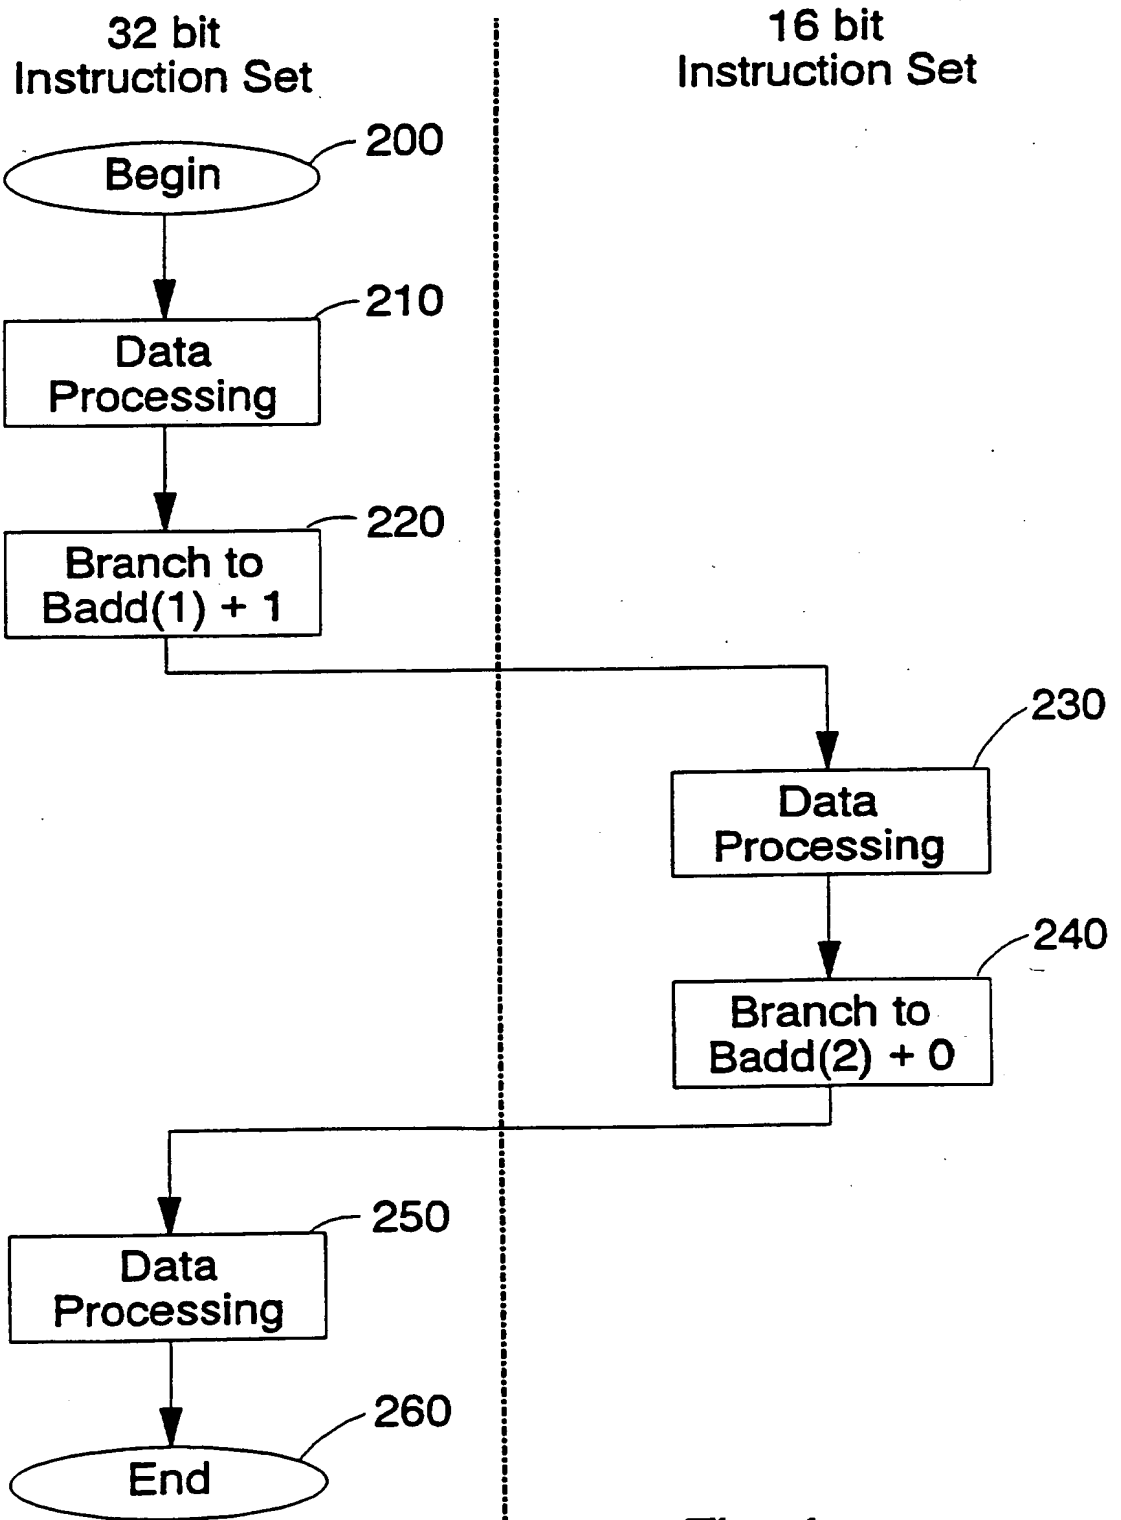 32 bit
Instruction Set
16 bit
Instruction Set
200
Begin
210
Data
Processing
220
Branch to
Badd(1) + 1
230
Data
Processing
240
Branch to
Badd(2) + 0
250
Data
Processing
260
End